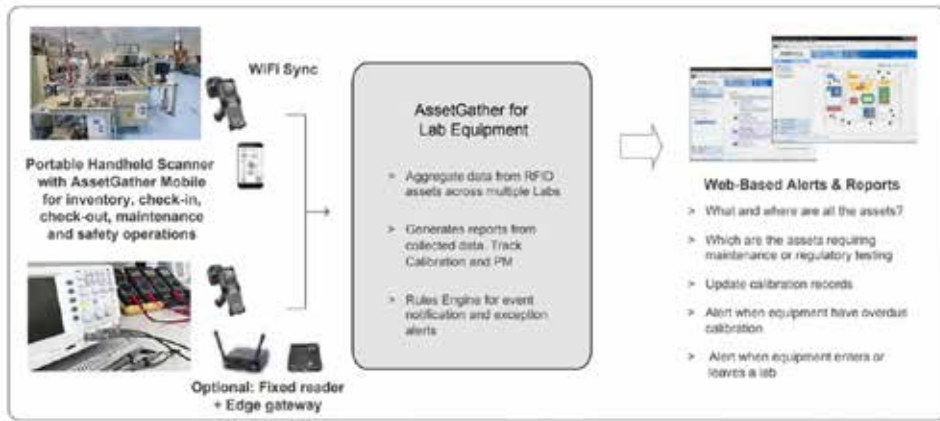 WiFi Sync
Portable Handheld Scanner
with AssetGather Mobile
for inventory, check-in,
check-out, maintenance
and safety operations
Optional: Fixed reader
+ Edge gateway
AssetGather for
Lab Equipment
> Aggregate data from RFID
assets across multiple Labs
> Generates reports from
collected data. Track
Calibration and PM
> Rules Engine for event
notification and exception
alerts
Web-Based Alerts & Reports
> What and where are all the assets?
> Which are the assets requiring
maintenance or regulatory testing
> Update calibration records
> Alert when equipment have overdue
calibration
> Alert when equipment enters or
leaves a lab